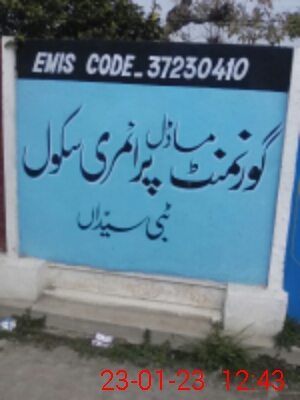 EMIS CODE_37230410
گورنمنٹ ماڈل پرائمری سکول
ٹبی سیداں
23-01-23 12:43